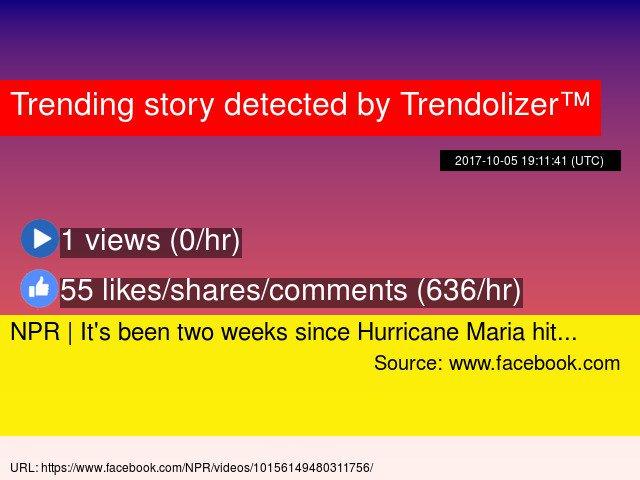 Trending story detected by Trendolizer™
2017-10-05 19:11:41 (UTC)
1 views (0/hr)
55 likes/shares/comments (636/hr)
NPR | It's been two weeks since Hurricane Maria hit...
Source: www.facebook.com
URL: https://www.facebook.com/NPR/videos/10156149480311756/